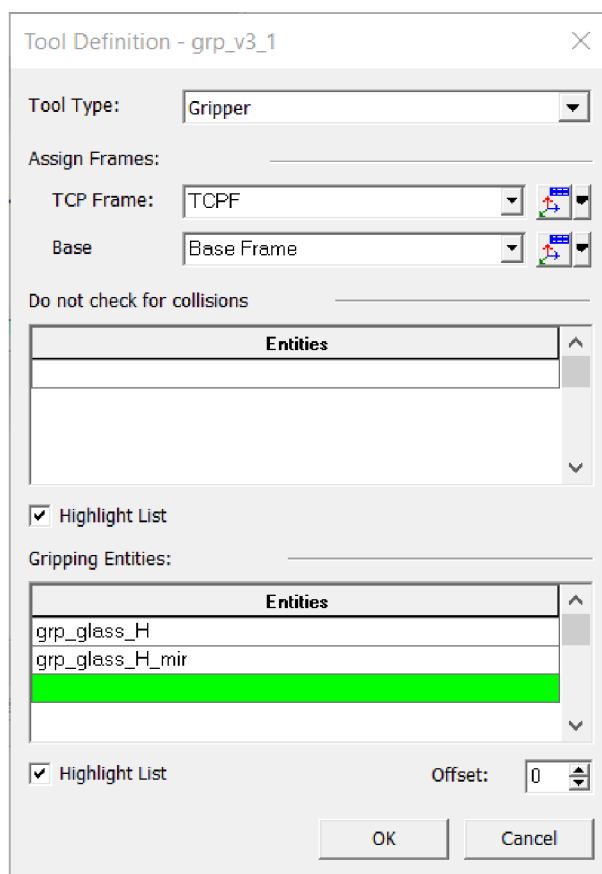 Tool Definition - grp_v3_1
Tool Type:
Gripper
Assign Frames:
TCP Frame:
TCPF
Base
Base Frame
Do not check for collisions
Entities
Highlight List
Gripping Entities:
Entities
grp_glass_H
grp_glass_H_mir
Highlight List
Offset:
0
OK
Cancel